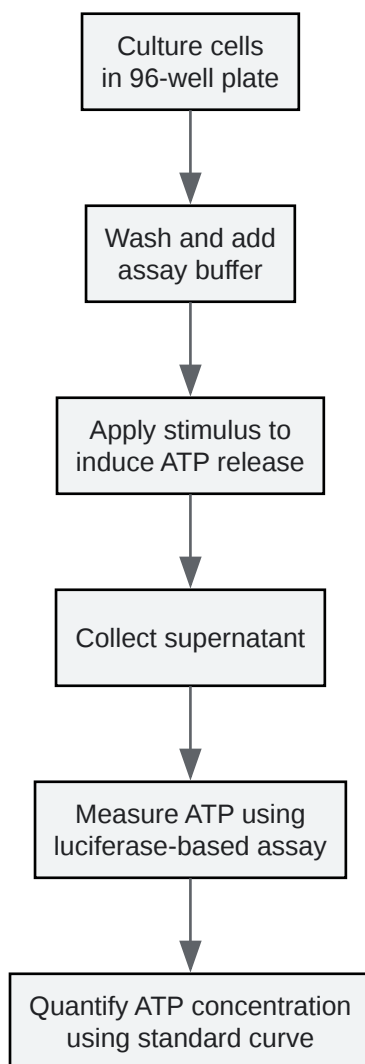 Culture cells
in 96-well plate
Wash and add
assay buffer
Apply stimulus to
induce ATP release
Collect supernatant
Measure ATP using
luciferase-based assay
Quantify ATP concentration
using standard curve